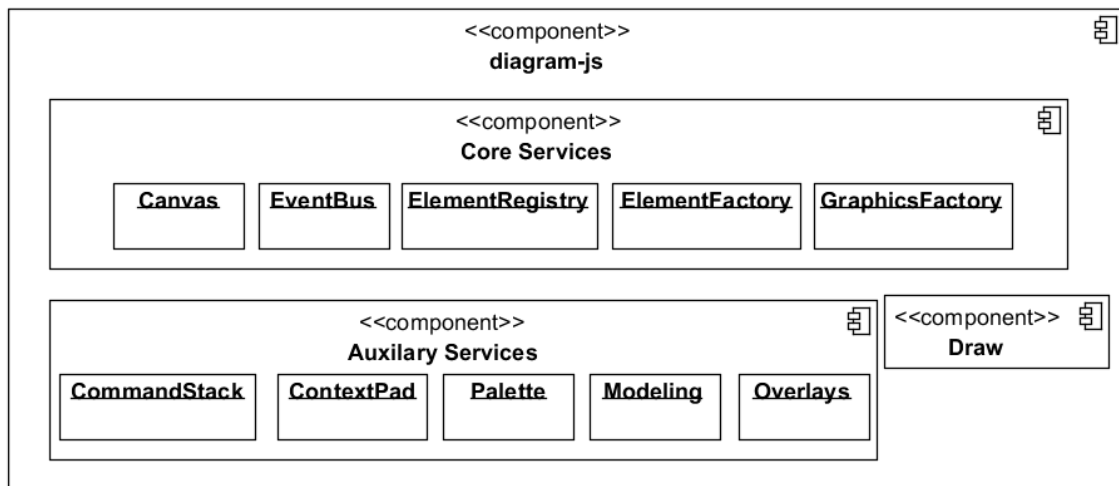 <<component>>
diagram-js
<<component>>
Core Services
Canvas EventBus ElementRegistry ElementFactory GraphicsFactory
<<component>>
Auxilary Services
CommandStack ContextPad Palette Modeling Overlays
<<component>>
Draw